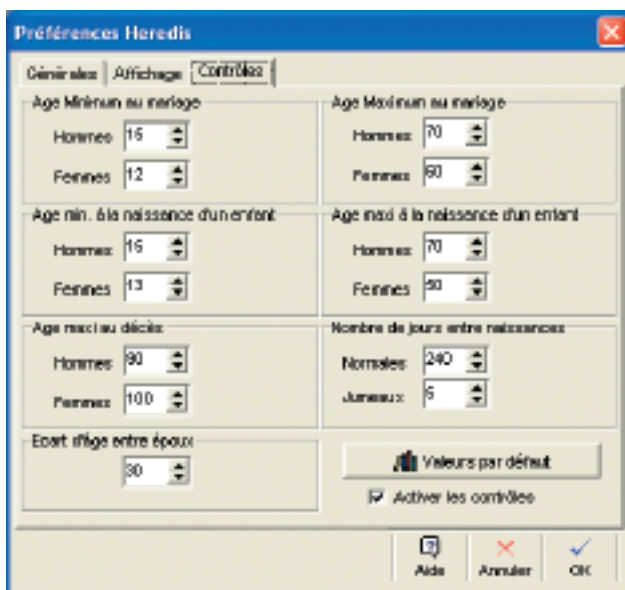 Préférences Heredis
Générales Affichage Contrôles
Age Minimum au mariage
Hommes 16
Femmes 12
Age Maximum au mariage
Hommes 70
Femmes 60
Age min. à la naissance d'un enfant
Hommes 16
Femmes 13
Age maxi à la naissance d'un enfant
Hommes 70
Femmes 50
Age maxi au décès
Hommes 90
Femmes 100
Nombre de jours entre naissances
Normales 240
Jumeaux
Ecart d'âge entre époux
30
Valeurs par défaut
Activer les contrôles
Aide Annuler OK